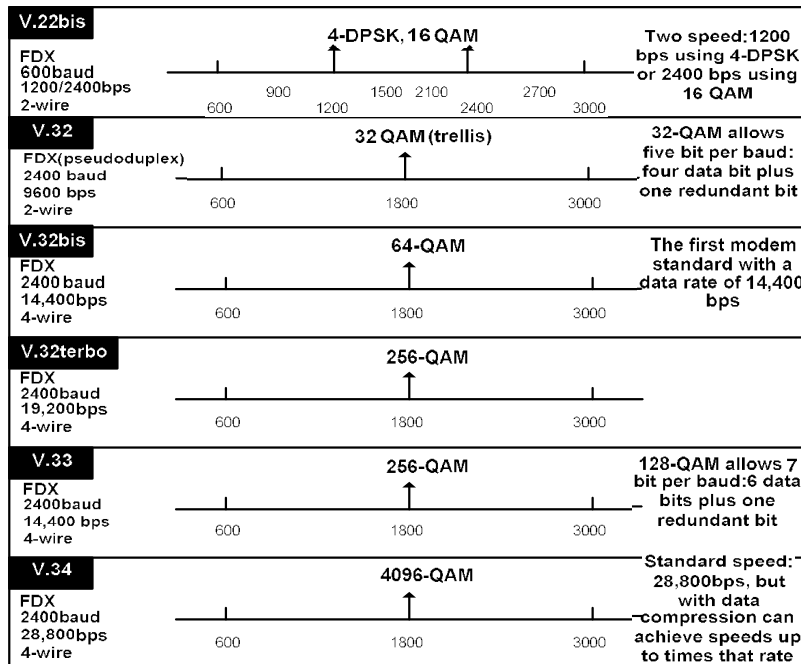 V.22bis
FDX
600baud
1200/2400bps
2-wire
4-DPSK, 16 QAM
600
900
1200
1500
2100
2400
2700
3000
Two speed:1200
bps using 4-DPSK
or 2400 bps using
16 QAM
V.32
FDX(pseudoduplex)
2400 baud
9600 bps
2-wire
32 QAM (trellis)
600
1800
3000
32-QAM allows
five bit per baud:
four data bit plus
one redundant bit
V.32bis
FDX
2400 baud
14,400bps
4-wire
64-QAM
600
1800
3000
The first modem
standard with a
data rate of 14,400
bps
V.32terbo
FDX
2400baud
19,200bps
4-wire
256-QAM
600
1800
3000
V.33
FDX
2400baud
14,400 bps
4-wire
256-QAM
600
1800
3000
128-QAM allows 7
bit per baud:6 data
bits plus one
redundant bit
V.34
FDX
2400baud
28,800bps
4-wire
4096-QAM
600
1800
3000
Standard speed:
28,800bps, but
with data
compression can
achieve speeds up
to times that rate